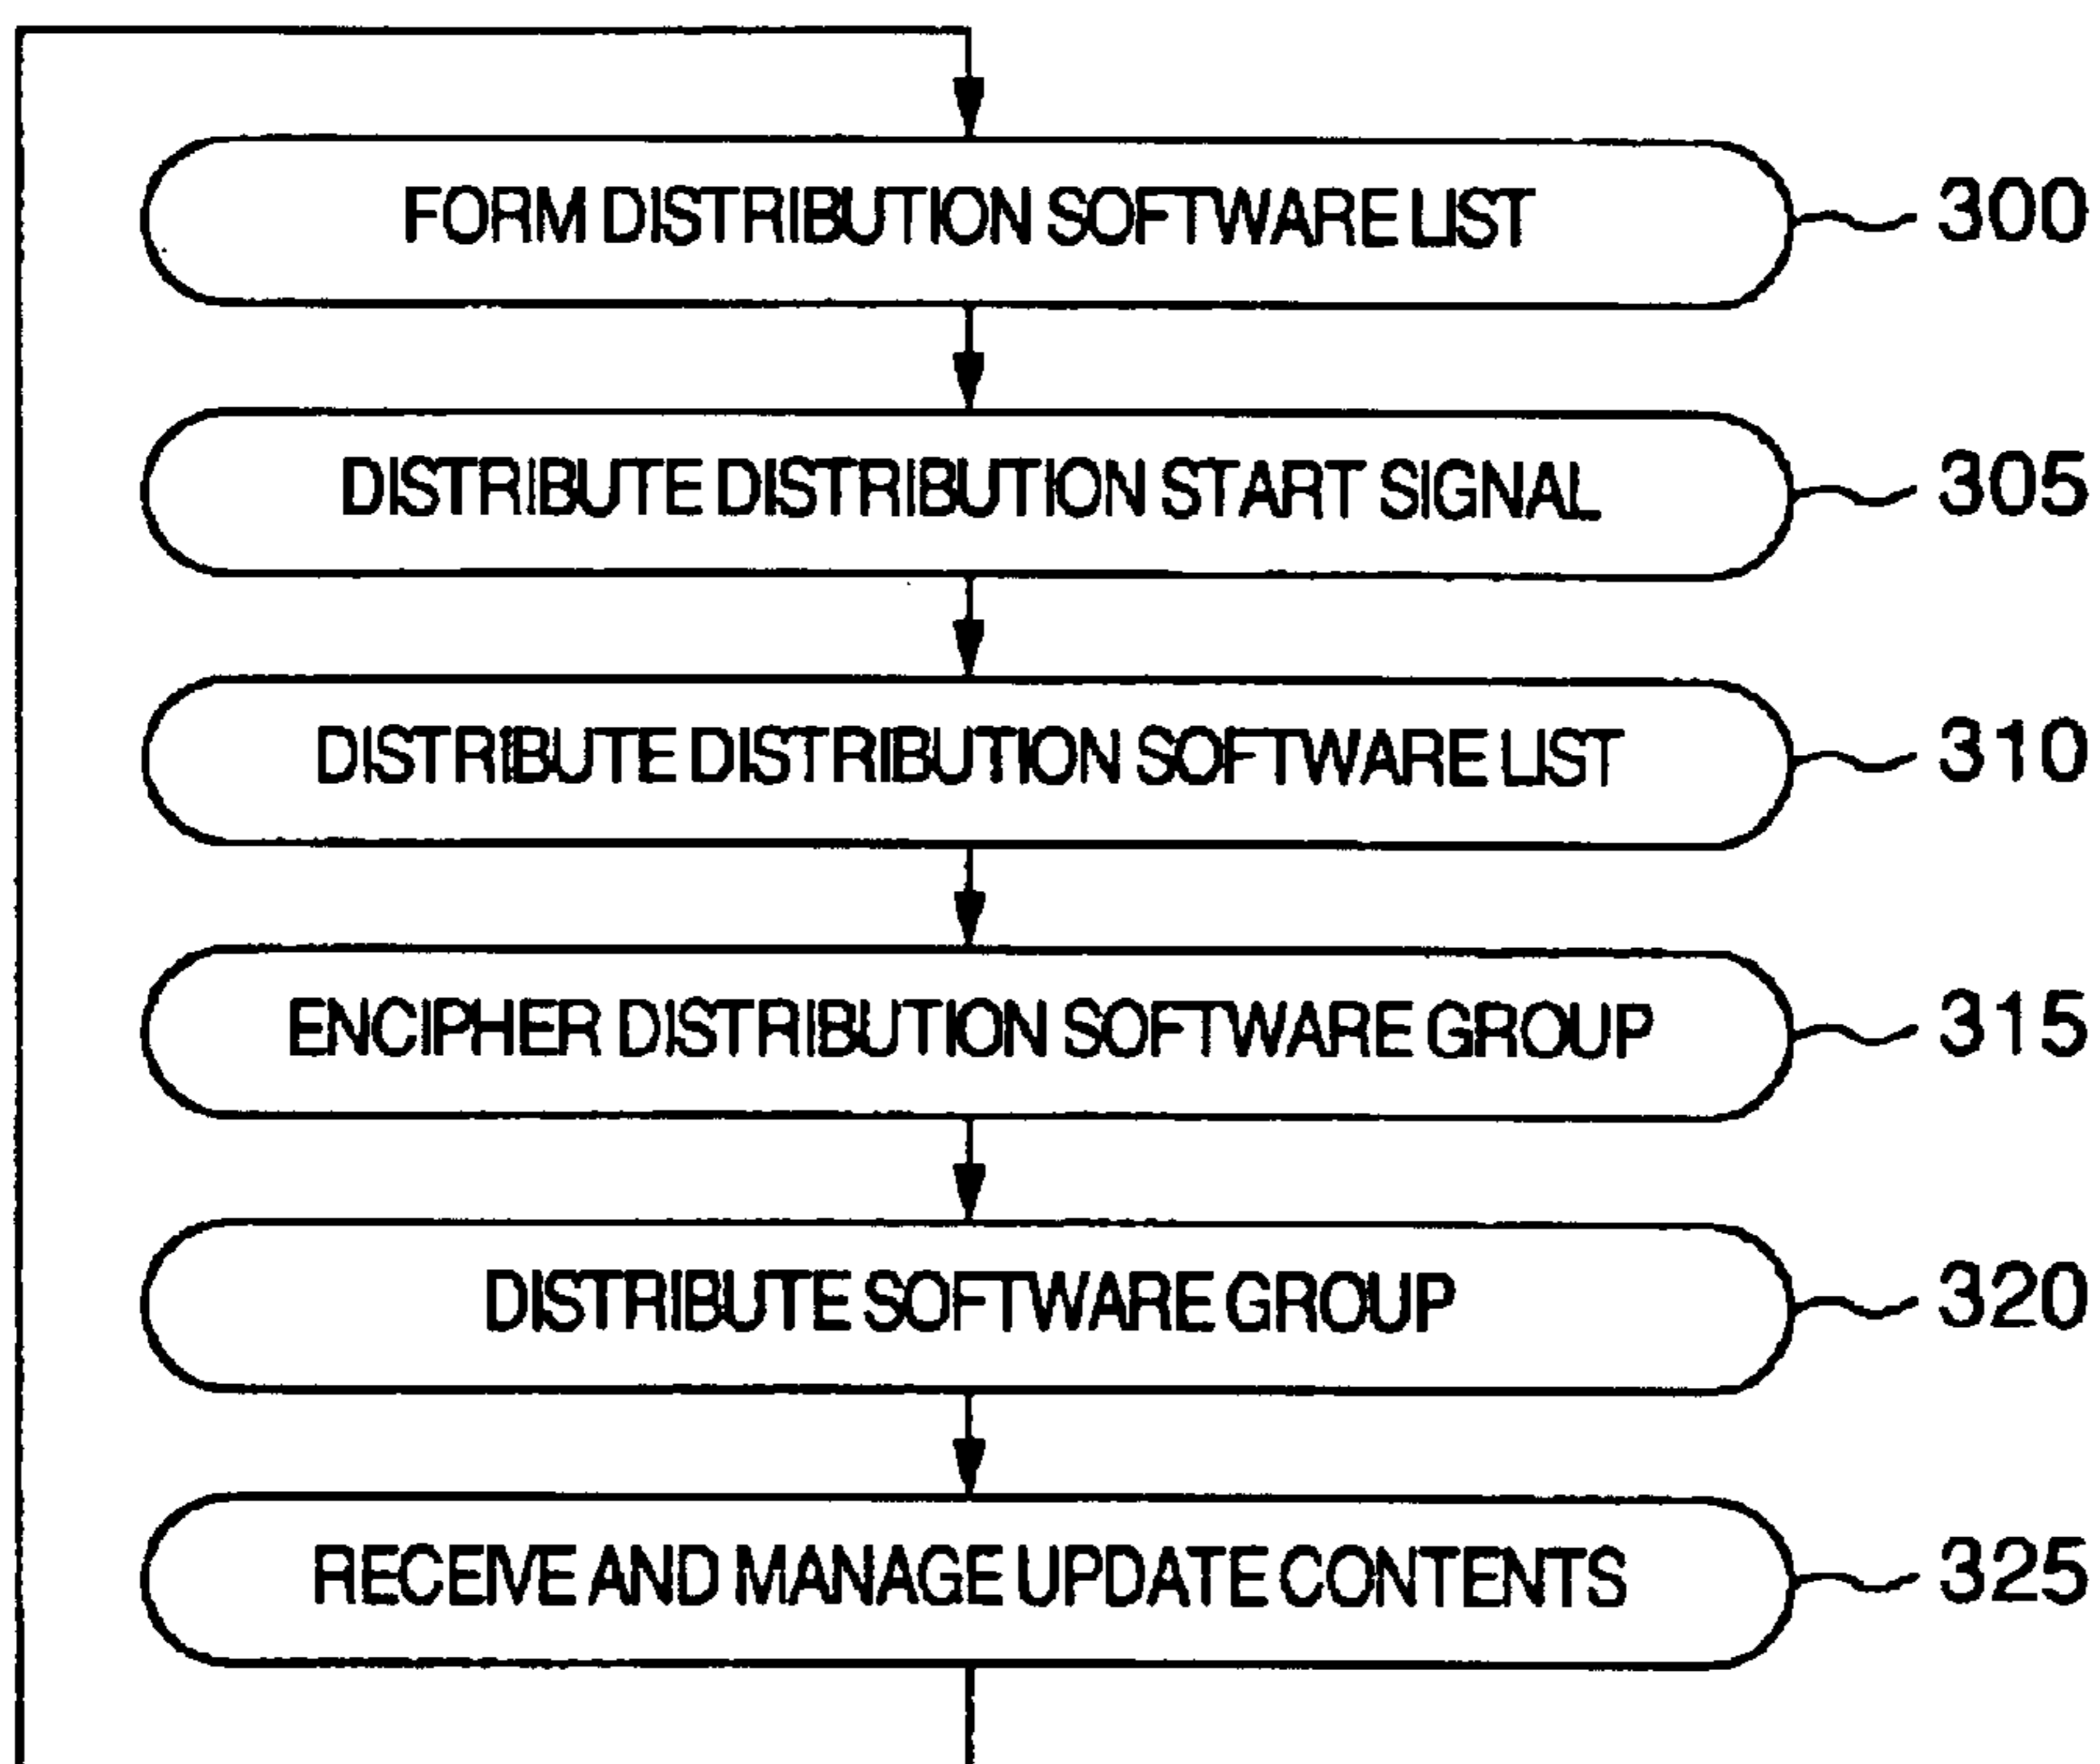 FORM DISTRIBUTION SOFTWARE LIST 300
DISTRIBUTE DISTRIBUTION START SIGNAL 305
DISTRIBUTE DISTRIBUTION SOFTWARE LIST 310
ENCIPHER DISTRIBUTION SOFTWARE GROUP 315
DISTRIBUTE SOFTWARE GROUP 320
RECEIVE AND MANAGE UPDATE CONTENTS 325